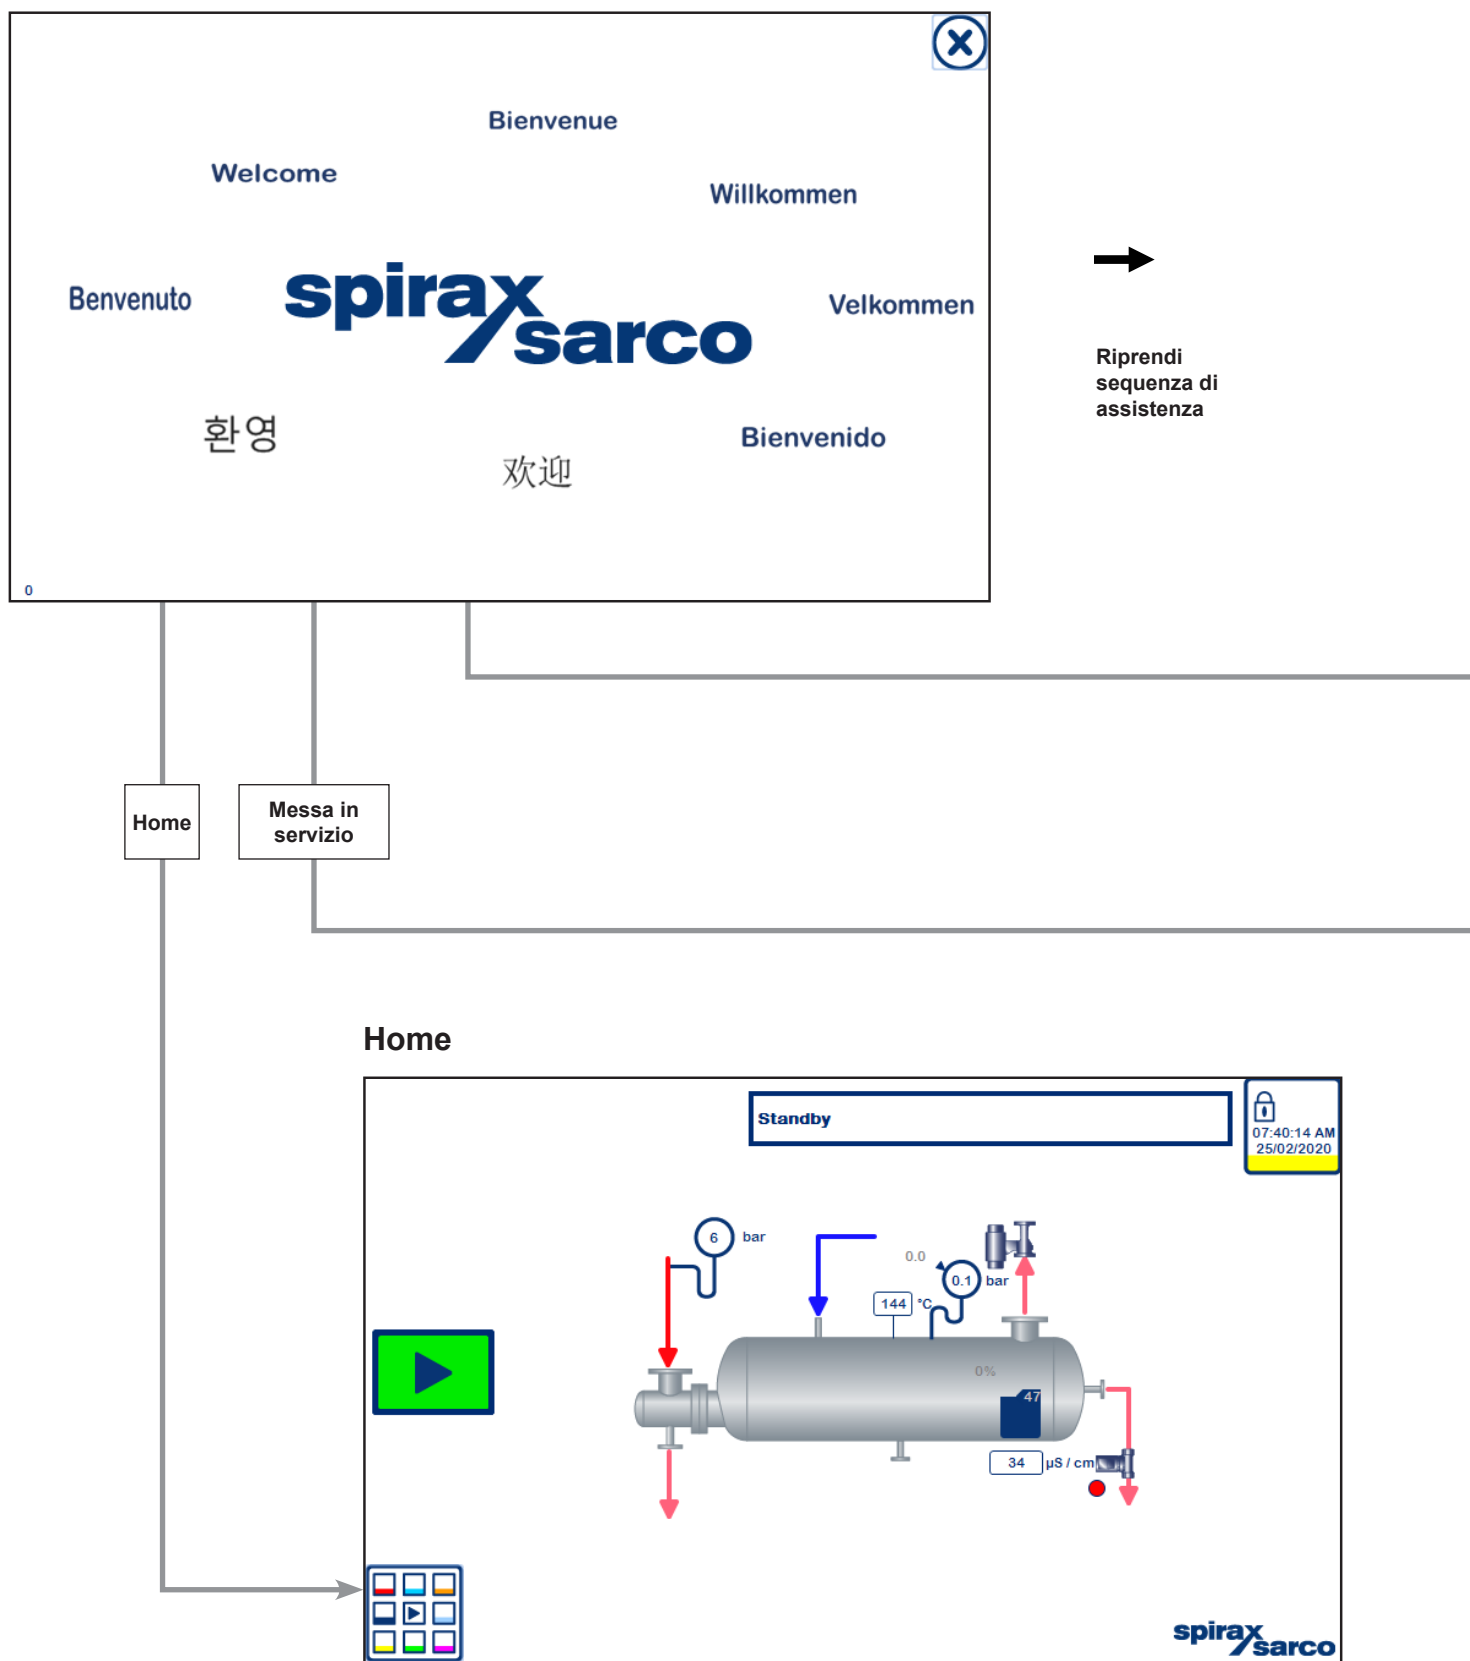 Bienvenue
Welcome
Willkommen
Benvenuto
spirax
sarco
Velkommen
환영
欢迎
Bienvenido
0
Riprendi
sequenza di
assistenza
Home
Messa in
servizio
Home
Standby
07:40:14 AM
25/02/2020
6 bar
0.0
0.1 bar
144 °C
0%
47
34 µS / cm
spirax
sarco